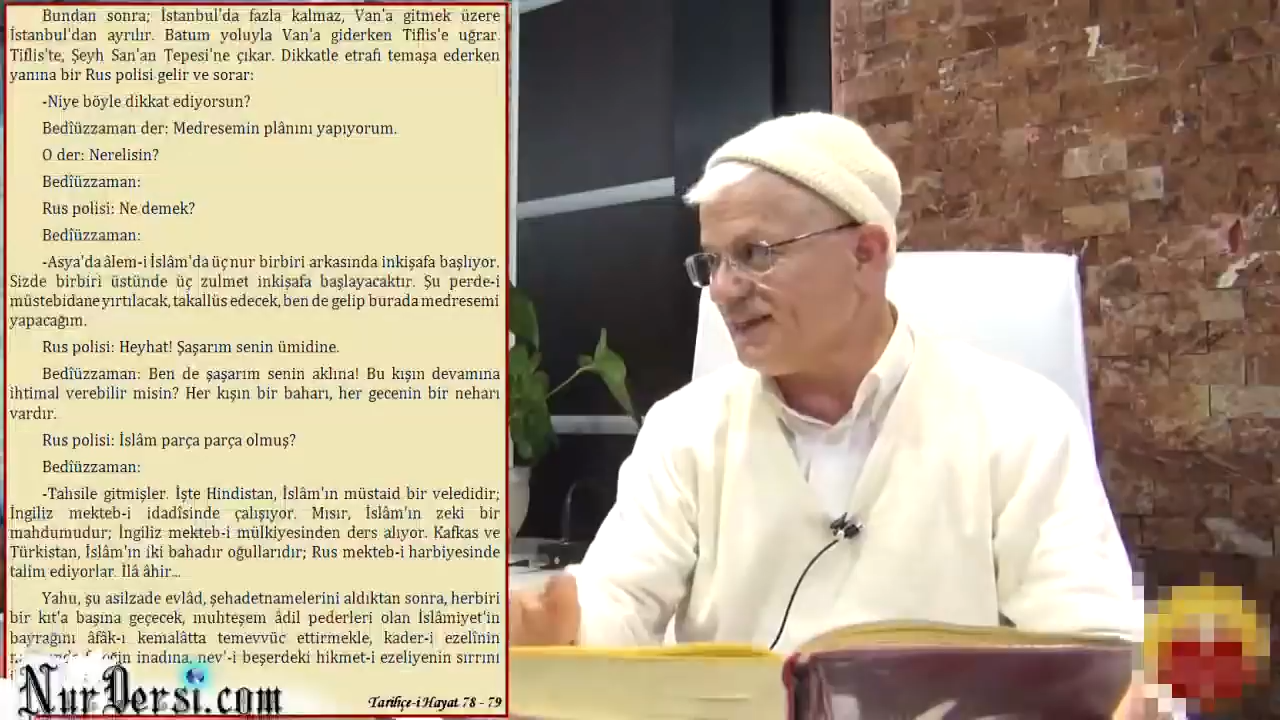 Bundan sonra; İstanbul'da fazla kalmaz, Van'a gitmek üzere
İstanbul'dan ayrılır. Batum yoluyla Van'a giderken Tiflis'e uğrar.
Tiflis'te, Şeyh San'an Tepesi'ne çıkar. Dikkatle etrafı temaşa ederken
yanına bir Rus polisi gelir ve sorar:
-Niye böyle dikkat ediyorsun?
Bedîüzzaman der: Medresemin plânını yapıyorum.
O der: Nerelisin?
Bedîüzzaman:
Rus polisi: Ne demek?
Bedîüzzaman:
-Asya'da âlem-i İslâm'da üç nur birbiri arkasında inkişafa başlıyor.
Sizde birbiri üstünde üç zulmet inkişafa başlayacaktır. Şu perde-i
müstebidane yırtılacak, takallüs edecek, ben de gelip burada medresemi
yapacağım.
Rus polisi: Heyhat! Şaşarım senin ümidine.
Bedîüzzaman: Ben de şaşarım senin aklına! Bu kışın devamına
ihtimal verebilir misin? Her kışın bir baharı, her gecenin bir neharı
vardır.
Rus polisi: İslâm parça parça olmuş?
Bedîüzzaman:
-Tahsile gitmişler. İşte Hindistan, İslâm'ın müstaid bir veledidir;
İngiliz mekteb-i idadîsinde çalışıyor. Mısır, İslâm'ın zeki bir
mahdumudur; İngiliz mekteb-i mülkiyesinden ders alıyor. Kafkas ve
Türkistan, İslâm'ın iki bahadır oğullarıdır; Rus mekteb-i harbiyesinde
talim ediyorlar. İlâ âhir...
Yahu, şu asilzade evlâd, şehadetnamelerini aldıktan sonra, herbiri
bir kıt'a başına geçecek, muhteşem âdil pederleri olan İslâmiyet'in
bayrağını âfâk-ı kemalâtta temevvüc ettirmekle, kader-i ezelînin
inadına, nev'-i beşerdeki hikmet-i ezeliyenin sırrını
NurDersi.com
Tarihçe-i Hayat 78 - 79